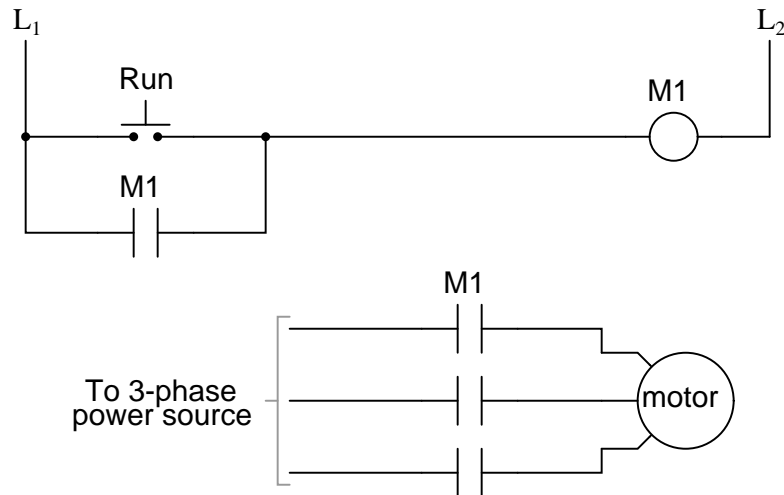 L₁
L₂
Run
M1
M1
M1
To 3-phase
power source
motor